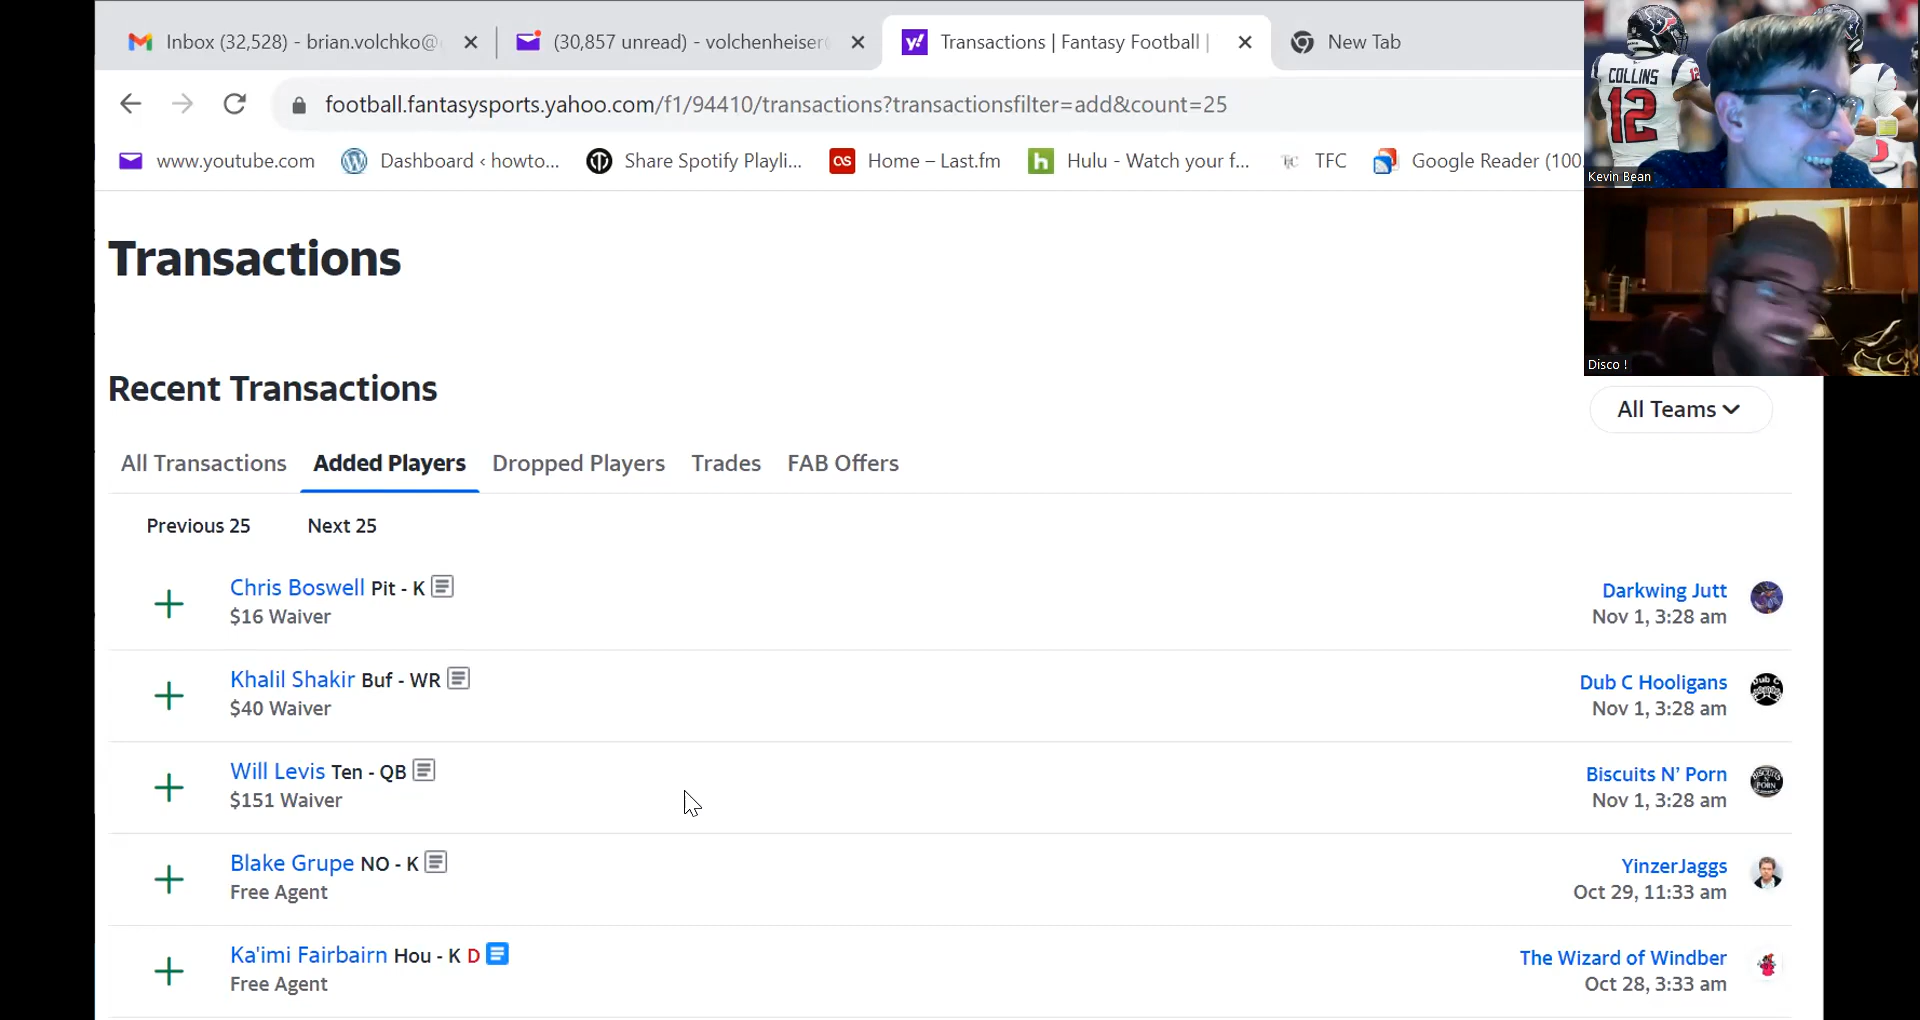 Inbox (32,528) - brian.volchko@
(30,857 unread) - volchenheiser
Transactions | Fantasy Football |
New Tab
football.fantasysports.yahoo.com/f1/94410/transactions?transactionsfilter=add&count=25
www.youtube.com
Dashboard ‹ howto...
Share Spotify Playli...
Home – Last.fm
Hulu - Watch your f...
TFC
Google Reader (100
COLLINS
12
12
Kevin Bean
Disco !
Transactions
Recent Transactions
All Teams
All Transactions
Added Players
Dropped Players
Trades
FAB Offers
Previous 25
Next 25
Chris Boswell Pit - K
$16 Waiver
Darkwing Jutt
Nov 1, 3:28 am
Khalil Shakir Buf - WR
$40 Waiver
Dub C Hooligans
Nov 1, 3:28 am
Will Levis Ten - QB
$151 Waiver
Biscuits N’ Porn
Nov 1, 3:28 am
Blake Grupe NO - K
Free Agent
YinzerJaggs
Oct 29, 11:33 am
Ka'imi Fairbairn Hou - K D
Free Agent
The Wizard of Windber
Oct 28, 3:33 am